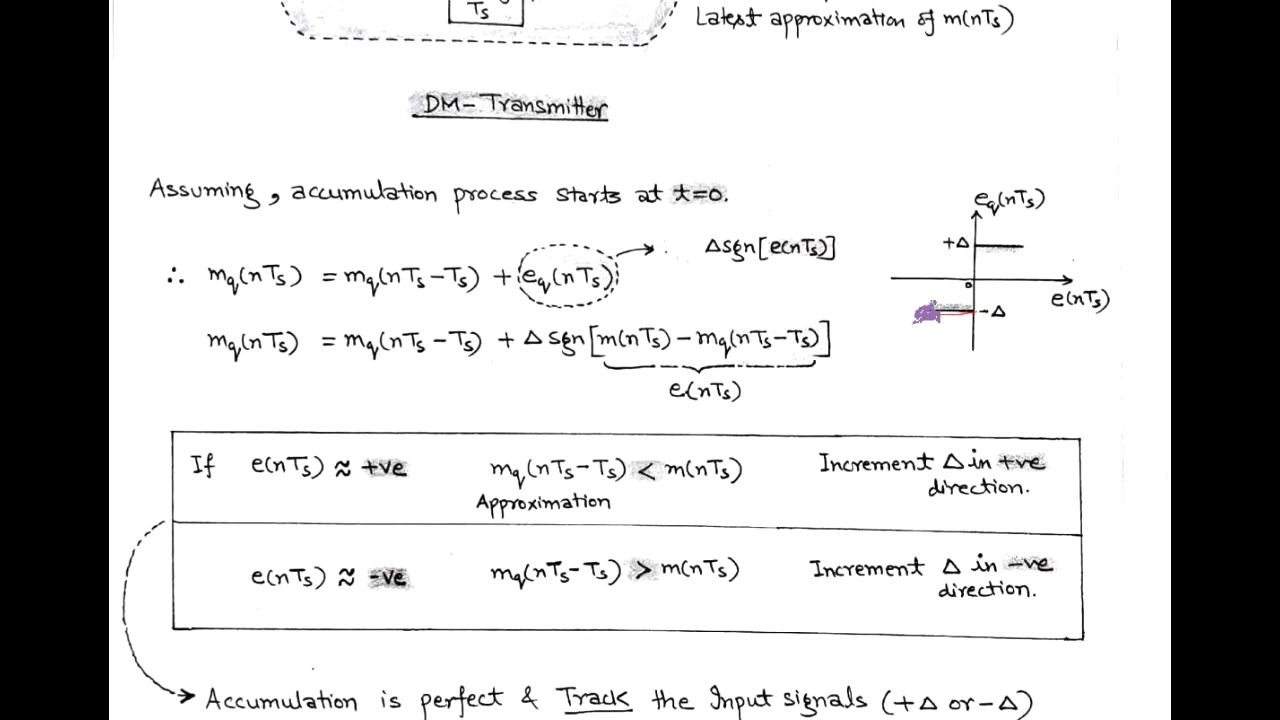 Ts
Latest approximation of m(nTs)
DM- Transmitter
Assuming, accumulation process starts at t=0.
∴ mq(nTs) = mq(nTs-Ts) + eq(nTs) → Δsgn[e(nTs)]
mq(nTs) = mq(nTs-Ts) + Δ sgn[m(nTs) - mq(nTs-Ts)]
e(nTs)
eq(nTs)
+Δ
0
e(nTs)
-Δ
If e(nTs) ≈ +ve mq(nTs-Ts) < m(nTs) Increment Δ in +ve
Approximation direction.
e(nTs) ≈ -ve mq(nTs-Ts) > m(nTs) Increment Δ in -ve
direction.
→ Accumulation is perfect & Track the Input signals (+Δ or -Δ)